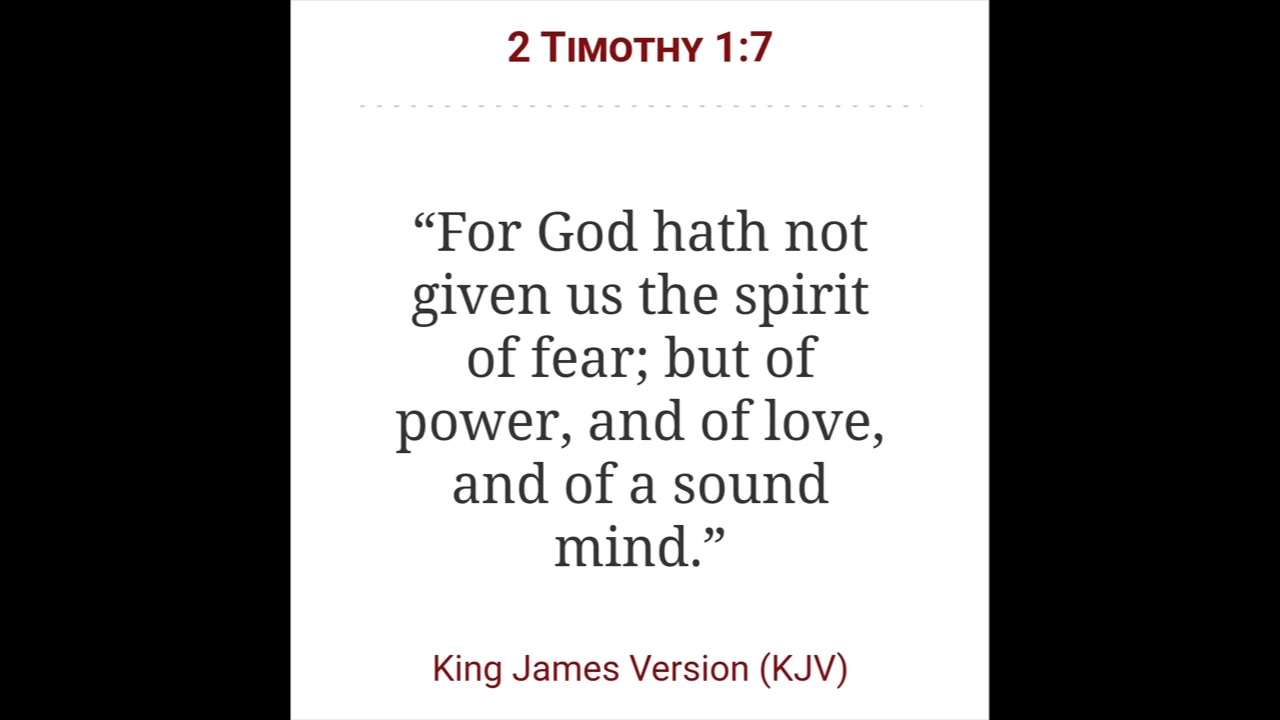 2 Timothy 1:7
“For God hath not
given us the spirit
of fear; but of
power, and of love,
and of a sound
mind.”
King James Version (KJV)